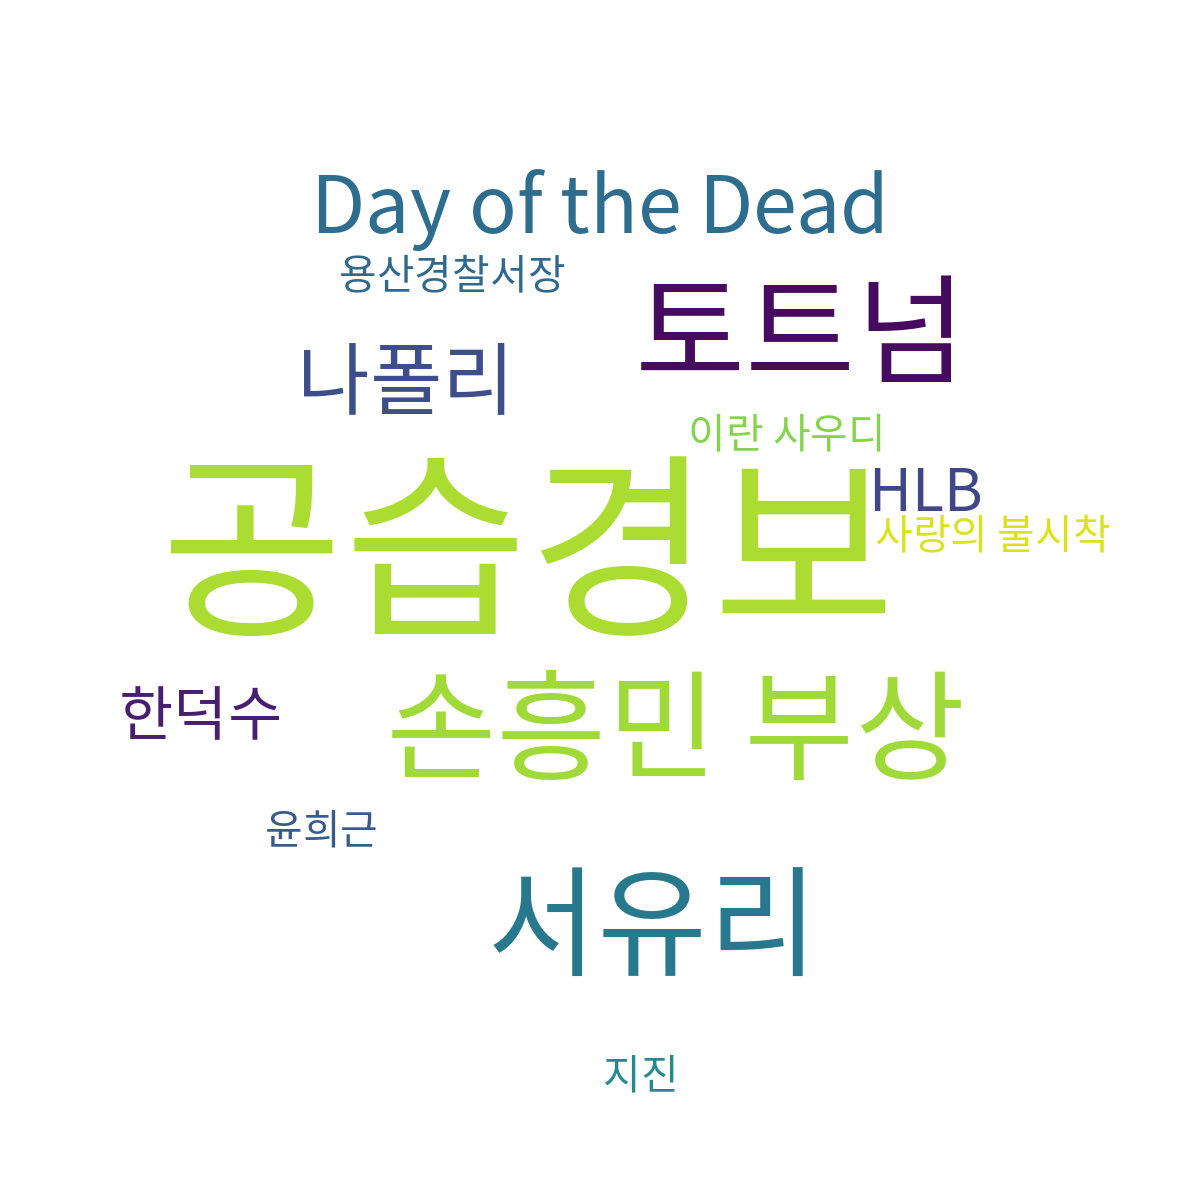 Day of the Dead
용산경찰서장
토트넘
나폴리
이란 사우디
공습경보
HLB
사랑의 불시착
손흥민 부상
한덕수
윤희근
서유리
지진